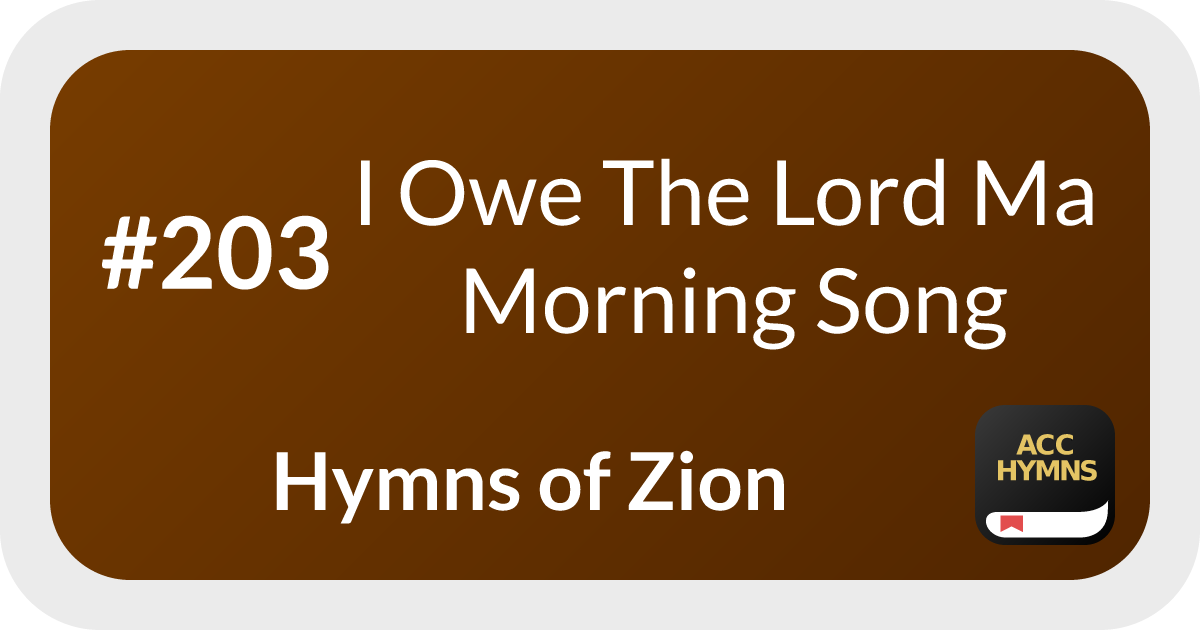 #203
I Owe The Lord Ma
Morning Song
Hymns of Zion
ACC
HYMNS